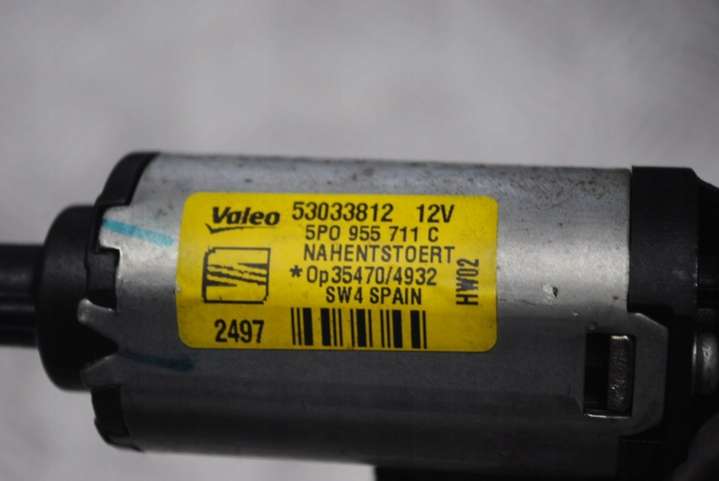 Valeo 53033812 12V
5P0 955 711 C
NAHENTSTOERT
*Op35470/4932
SW4 SPAIN
HW02
2497